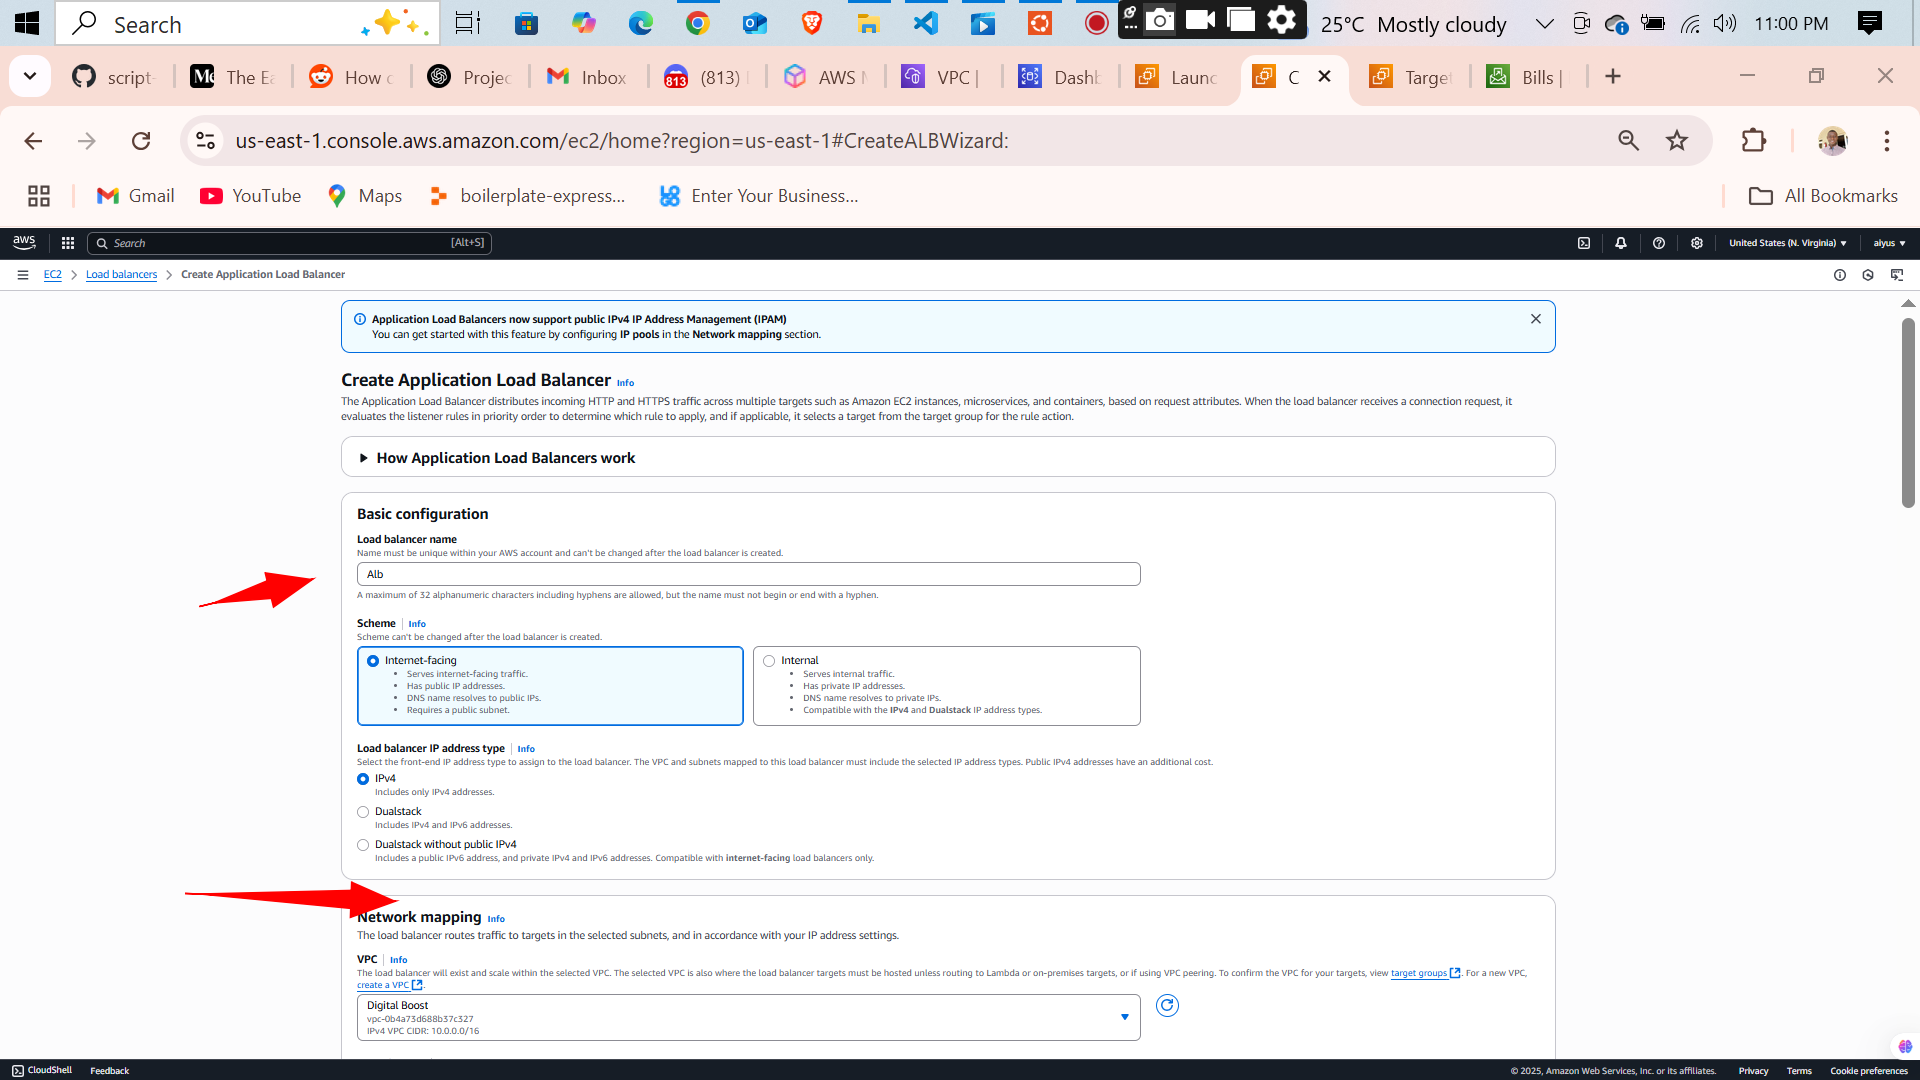 Search
25°C Mostly cloudy
11:00 PM
script-
The Ea
How c
Projec
Inbox
(813)
AWS
VPC |
Dashb
Launc
C
Target
Bills |
us-east-1.console.aws.amazon.com/ec2/home?region=us-east-1#CreateALBWizard:
Gmail
YouTube
Maps
boilerplate-express...
Enter Your Business...
All Bookmarks
aws
Search
[Alt+S]
United States (N. Virginia)
aiyus
EC2
Load balancers
Create Application Load Balancer
Application Load Balancers now support public IPv4 IP Address Management (IPAM)
You can get started with this feature by configuring IP pools in the Network mapping section.
Create Application Load Balancer Info
The Application Load Balancer distributes incoming HTTP and HTTPS traffic across multiple targets such as Amazon EC2 instances, microservices, and containers, based on request attributes. When the load balancer receives a connection request, it
evaluates the listener rules in priority order to determine which rule to apply, and if applicable, it selects a target from the target group for the rule action.
How Application Load Balancers work
Basic configuration
Load balancer name
Name must be unique within your AWS account and can't be changed after the load balancer is created.
Alb
A maximum of 32 alphanumeric characters including hyphens are allowed, but the name must not begin or end with a hyphen.
Scheme Info
Scheme can't be changed after the load balancer is created.
Internet-facing
• Serves internet-facing traffic.
• Has public IP addresses.
• DNS name resolves to public IPs.
• Requires a public subnet.
Internal
• Serves internal traffic.
• Has private IP addresses.
• DNS name resolves to private IPs.
• Compatible with the IPv4 and Dualstack IP address types.
Load balancer IP address type Info
Select the front-end IP address type to assign to the load balancer. The VPC and subnets mapped to this load balancer must include the selected IP address types. Public IPv4 addresses have an additional cost.
IPv4
Includes only IPv4 addresses.
Dualstack
Includes IPv4 and IPv6 addresses.
Dualstack without public IPv4
Includes a public IPv6 address, and private IPv4 and IPv6 addresses. Compatible with internet-facing load balancers only.
Network mapping Info
The load balancer routes traffic to targets in the selected subnets, and in accordance with your IP address settings.
VPC Info
The load balancer will exist and scale within the selected VPC. The selected VPC is also where the load balancer targets must be hosted unless routing to Lambda or on-premises targets, or if using VPC peering. To confirm the VPC for your targets, view target groups. For a new VPC,
create a VPC.
Digital Boost
vpc-0b4a73d688b37c327
IPv4 VPC CIDR: 10.0.0.0/16
CloudShell
Feedback
© 2025, Amazon Web Services, Inc. or its affiliates.
Privacy
Terms
Cookie preferences